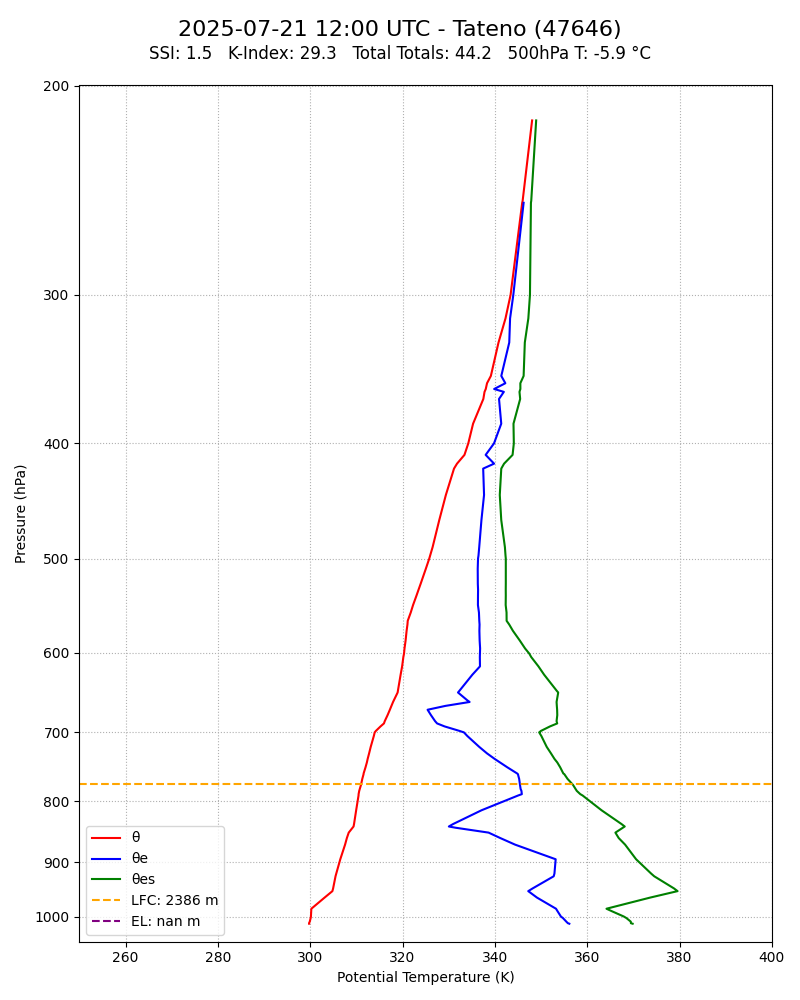 2025-07-21 12:00 UTC - Tateno (47646)
SSI: 1.5   K-Index: 29.3   Total Totals: 44.2   500hPa T: -5.9 °C
200
300
400
500
600
700
800
900
1000
Pressure (hPa)
θ
θe
θes
LFC: 2386 m
EL: nan m
260 280 300 320 340 360 380 400
Potential Temperature (K)